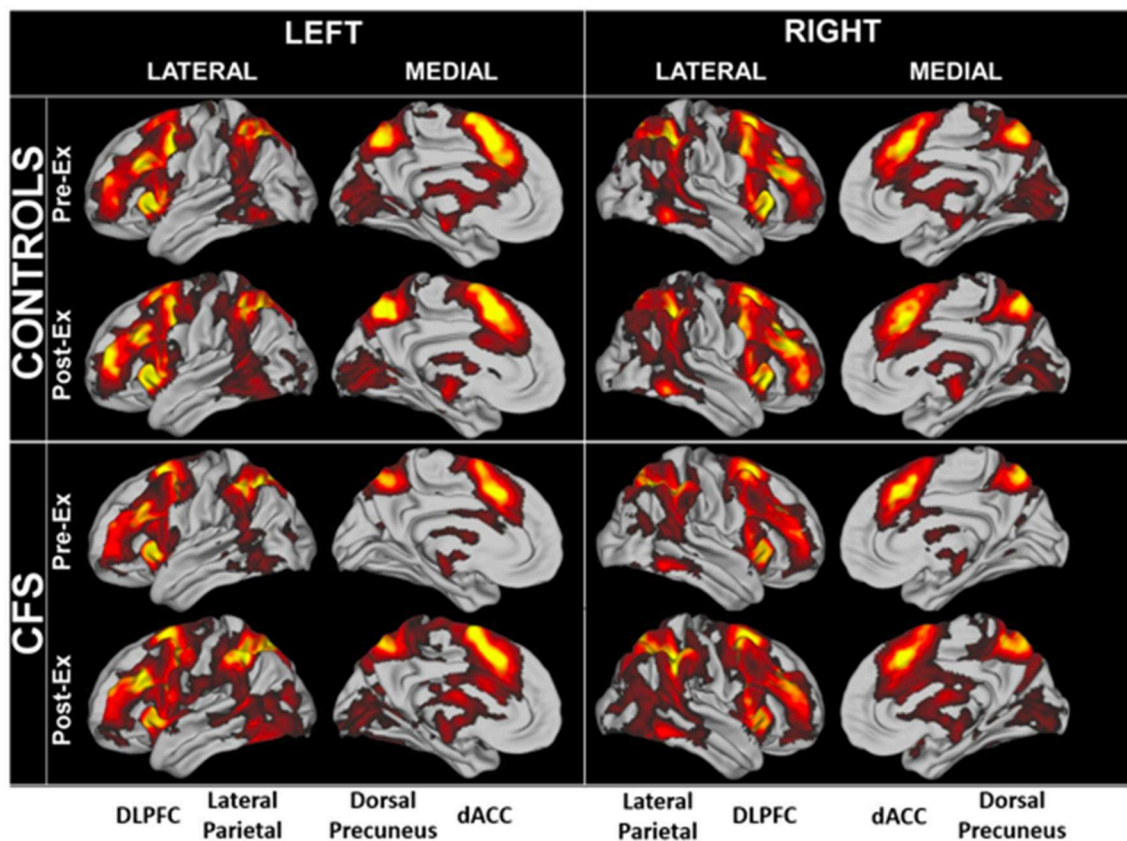 LEFT
RIGHT
LATERAL MEDIAL
LATERAL MEDIAL
CONTROLS
Pre-Ex
Post-Ex
CFS
Pre-Ex
Post-Ex
DLPFC
Lateral
Parietal
Dorsal
Precuneus
dACC
Lateral
Parietal
DLPFC
dACC
Dorsal
Precuneus